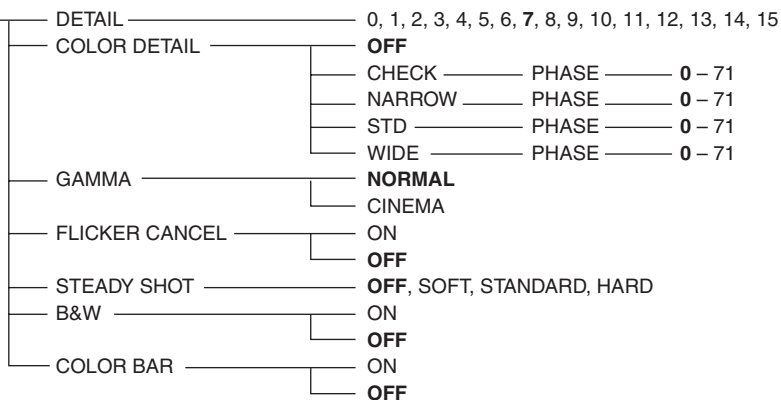 DETAIL 0, 1, 2, 3, 4, 5, 6, 7, 8, 9, 10, 11, 12, 13, 14, 15
COLOR DETAIL OFF
CHECK PHASE 0 – 71
NARROW PHASE 0 – 71
STD PHASE 0 – 71
WIDE PHASE 0 – 71
GAMMA NORMAL
CINEMA
FLICKER CANCEL ON
OFF
STEADY SHOT OFF, SOFT, STANDARD, HARD
B&W ON
OFF
COLOR BAR ON
OFF